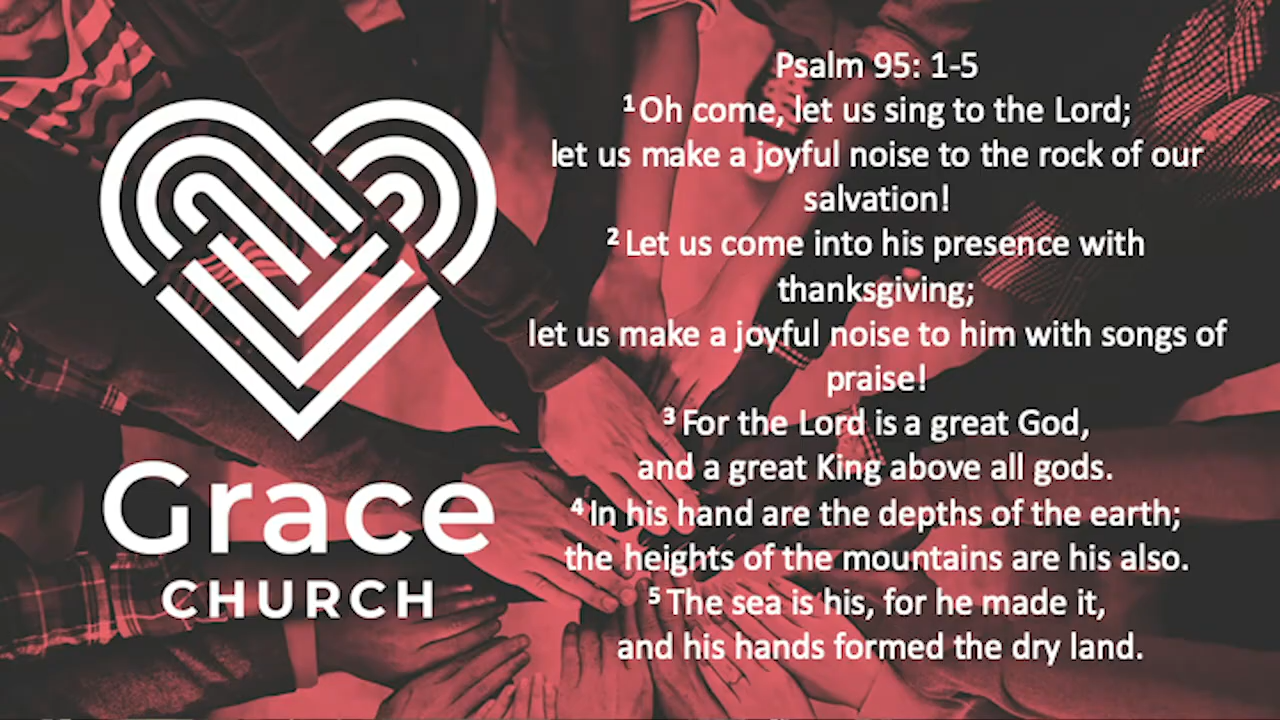 Grace
CHURCH
Psalm 95: 1-5
¹ Oh come, let us sing to the Lord;
let us make a joyful noise to the rock of our
salvation!
² Let us come into his presence with
thanksgiving;
let us make a joyful noise to him with songs of
praise!
³ For the Lord is a great God,
and a great King above all gods.
⁴ In his hand are the depths of the earth;
the heights of the mountains are his also.
⁵ The sea is his, for he made it,
and his hands formed the dry land.